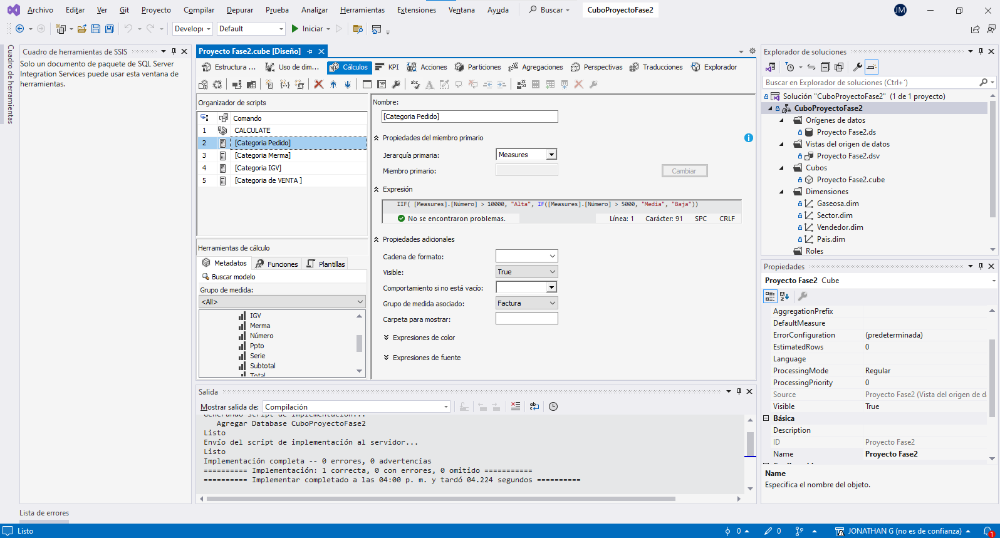 Archivo Editar Ver Git Proyecto Compilar Depurar Prueba Analizar Herramientas Extensiones Ventana Ayuda Buscar CuboProyectoFase2 JM
Develop Default Iniciar
Cuadro de herramientas
Cuadro de herramientas de SSIS
Solo un documento de paquete de SQL Server
Integration Services puede usar esta ventana de
herramientas.
Proyecto Fase2.cube [Diseño]
Estructura ... Uso de dim... Cálculos KPI Acciones Particiones Agregaciones Perspectivas Traducciones Explorador
Organizador de scripts
Comando
1 CALCULATE
2 [Categoria Pedido]
3 [Categoria Merma]
4 [Categoria IGV]
5 [Categoria de VENTA ]
Herramientas de cálculo
Metadatos Funciones Plantillas
Buscar modelo
Grupo de medida:
<All>
IGV
Merma
Número
Ppto
Serie
Subtotal
Total
Nombre:
[Categoria Pedido]
Propiedades del miembro primario
Jerarquía primaria: Measures
Miembro primario: Cambiar
Expresión
IIF( [Measures].[Número] > 10000, "Alta", IF([Measures].[Número] > 5000, "Media", "Baja"))
No se encontraron problemas. Línea: 1 Carácter: 91 SPC CRLF
Propiedades adicionales
Cadena de formato:
Visible: True
Comportamiento si no está vacío:
Grupo de medida asociado: Factura
Carpeta para mostrar:
Expresiones de color
Expresiones de fuente
Salida
Mostrar salida de: Compilación
Generando script de implementación...
Agregar Database CuboProyectoFase2
Listo
Envío del script de implementación al servidor...
Listo
Implementación completa -- 0 errores, 0 advertencias
========== Implementación: 1 correcta, 0 con errores, 0 omitido ===========
========== Implementar completado a las 04:00 p. m. y tardó 04.224 segundos ==========
Explorador de soluciones
Buscar en Explorador de soluciones (Ctrl+´)
Solución "CuboProyectoFase2" (1 de 1 proyecto)
CuboProyectoFase2
Orígenes de datos
Proyecto Fase2.ds
Vistas del origen de datos
Proyecto Fase2.dsv
Cubos
Proyecto Fase2.cube
Dimensiones
Gaseosa.dim
Sector.dim
Vendedor.dim
Pais.dim
Roles
Propiedades
Proyecto Fase2 Cube
AggregationPrefix
DefaultMeasure
ErrorConfiguration (predeterminada)
EstimatedRows 0
Language
ProcessingMode Regular
ProcessingPriority 0
Source Proyecto Fase2 (Vista del origen de d
Visible True
Básica
Description
ID Proyecto Fase2
Name Proyecto Fase2
Name
Especifica el nombre del objeto.
Lista de errores
Listo 0 0 JONATHAN G (no es de confianza) 1